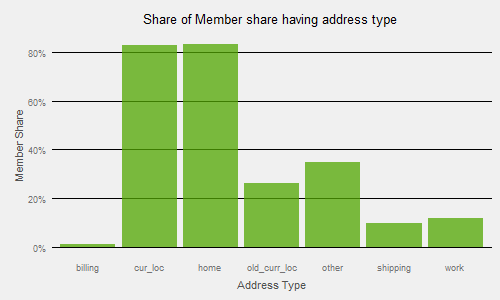 Share of Member share having address type
80%
60%
40%
20%
0%
Member Share
billing
cur_loc
home
old_curr_loc
other
shipping
work
Address Type